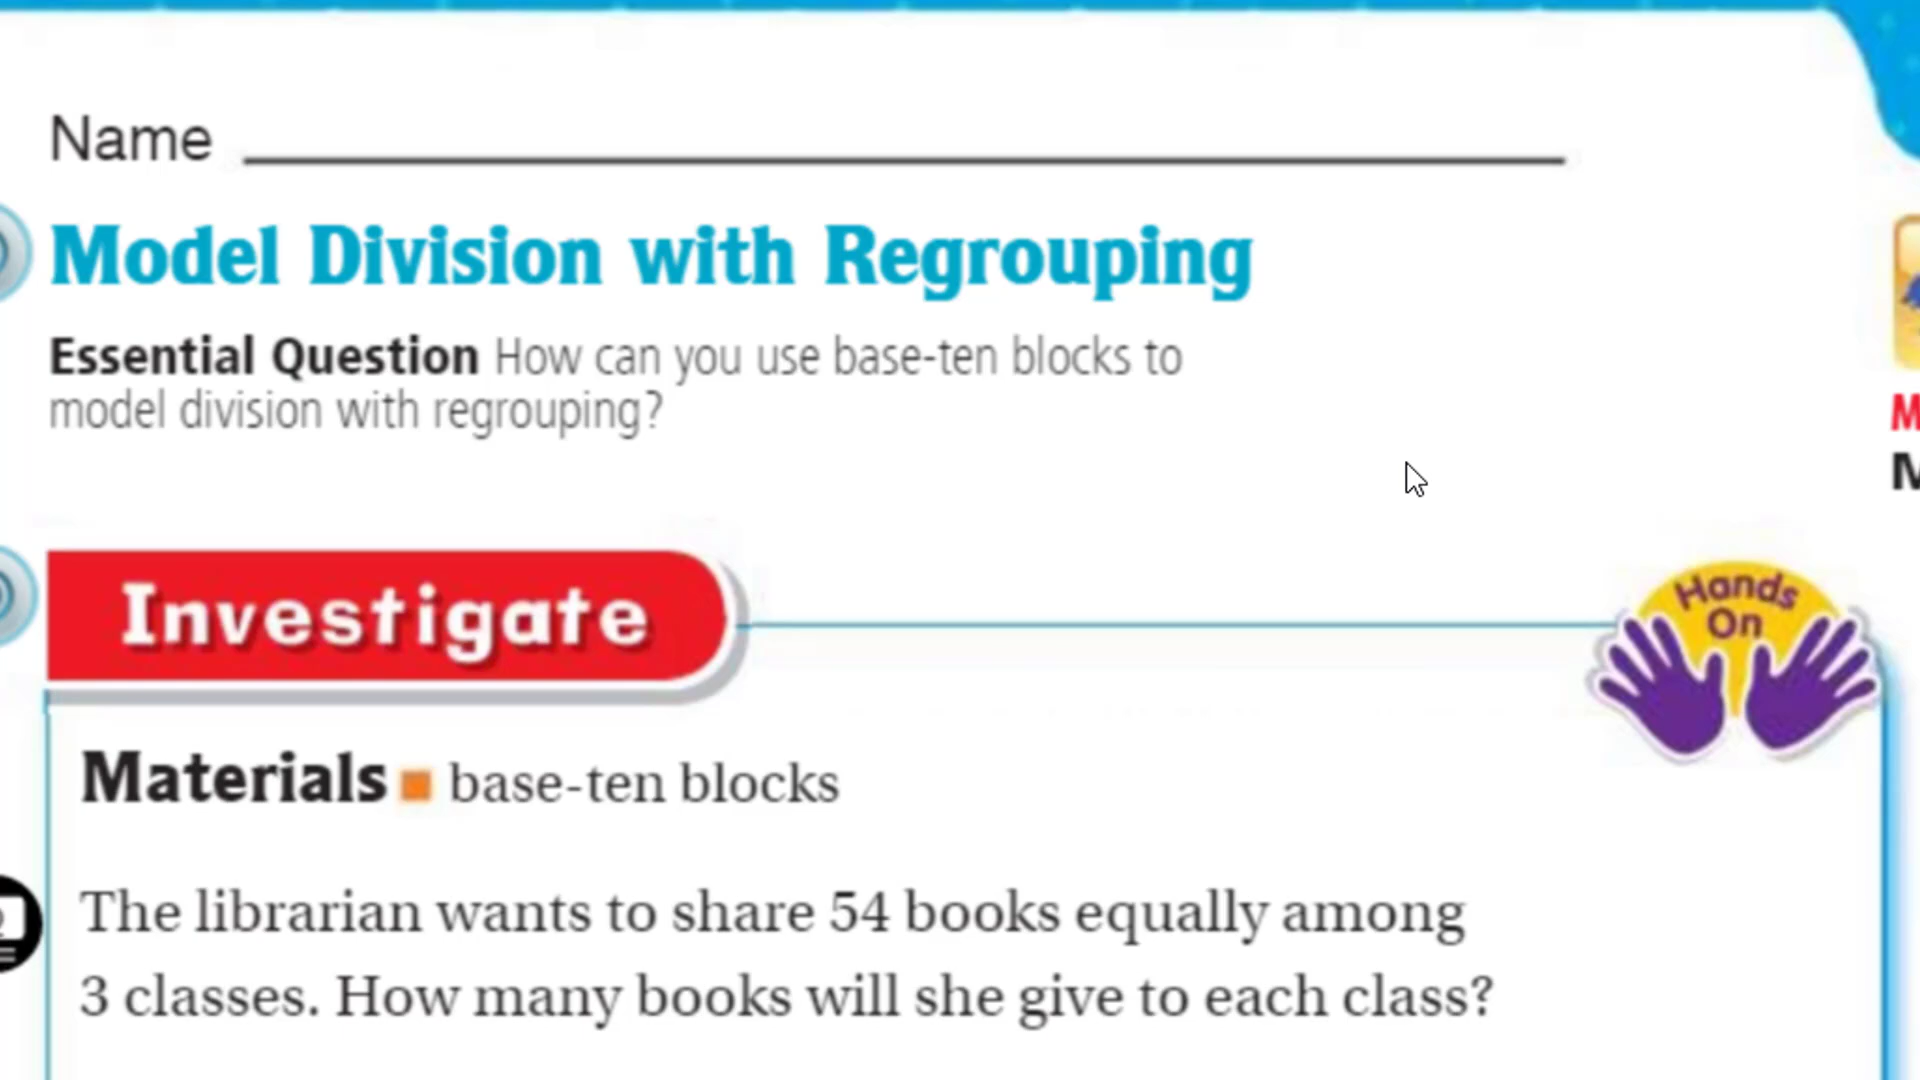 Name
Model Division with Regrouping
Essential Question How can you use base-ten blocks to
model division with regrouping?
Investigate
Hands
On
Materials ■ base-ten blocks
The librarian wants to share 54 books equally among
3 classes. How many books will she give to each class?